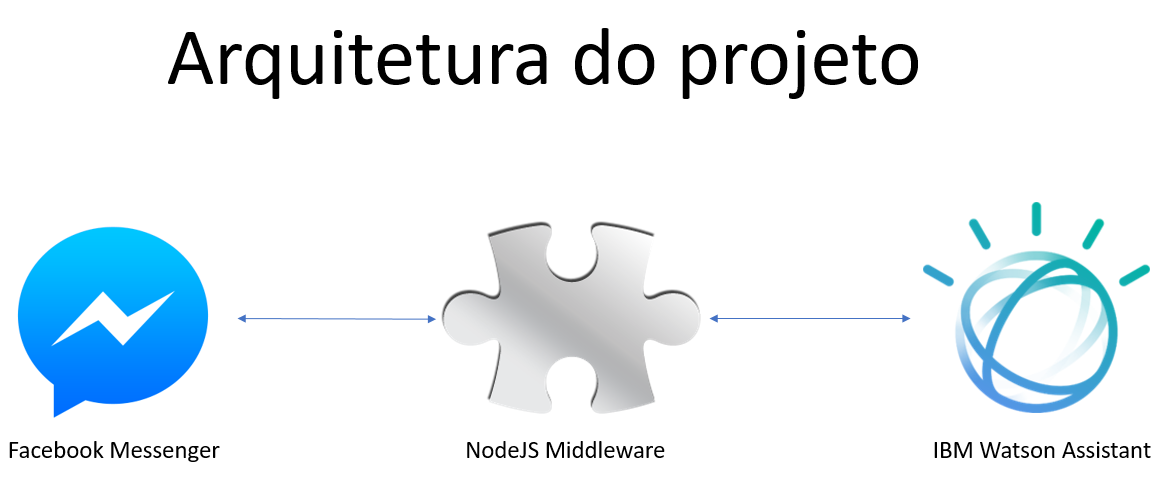 Arquitetura do projeto
Facebook Messenger
NodeJS Middleware
IBM Watson Assistant